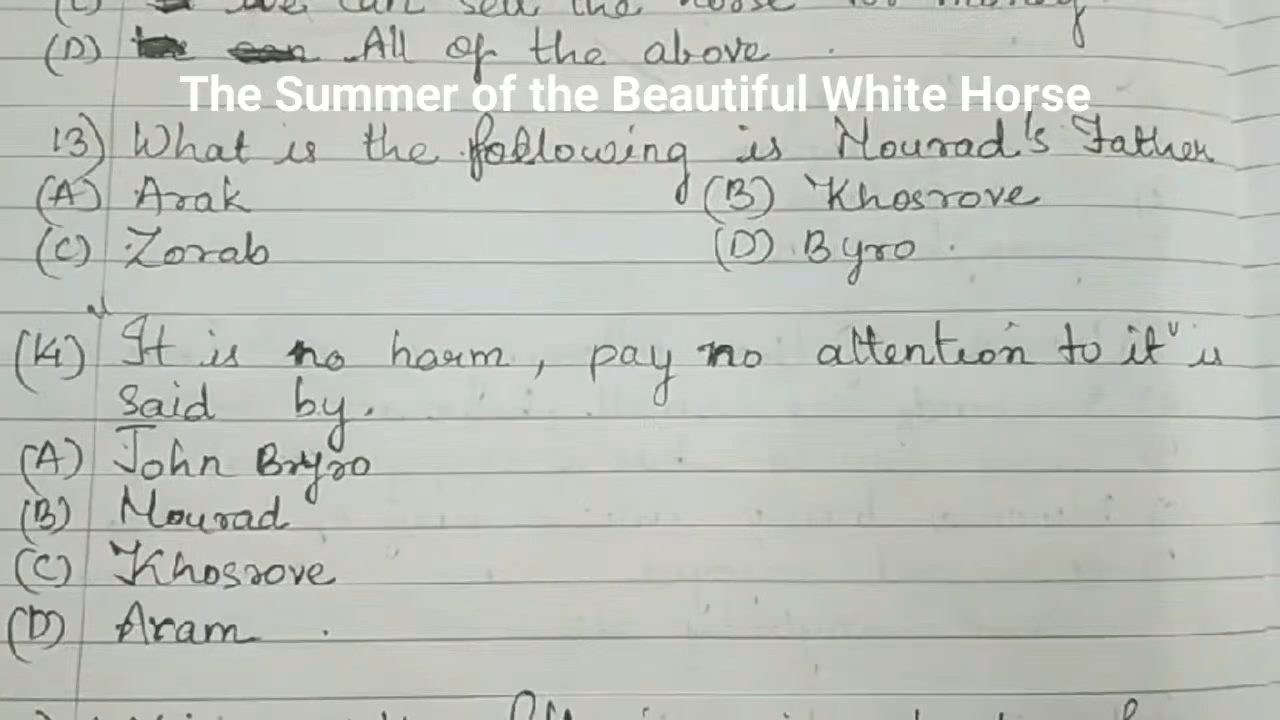 (D) All of the above .
The Summer of the Beautiful White Horse
13) What is the following is Mourad's Father
(A) Arak (B) Khosrove
(C) Zorab (D) Byro .
(14) It is no harm, pay no attention to it" is
said by.
(A) John Bryro
(B) Mourad
(C) Khosrove
(D) Aram .